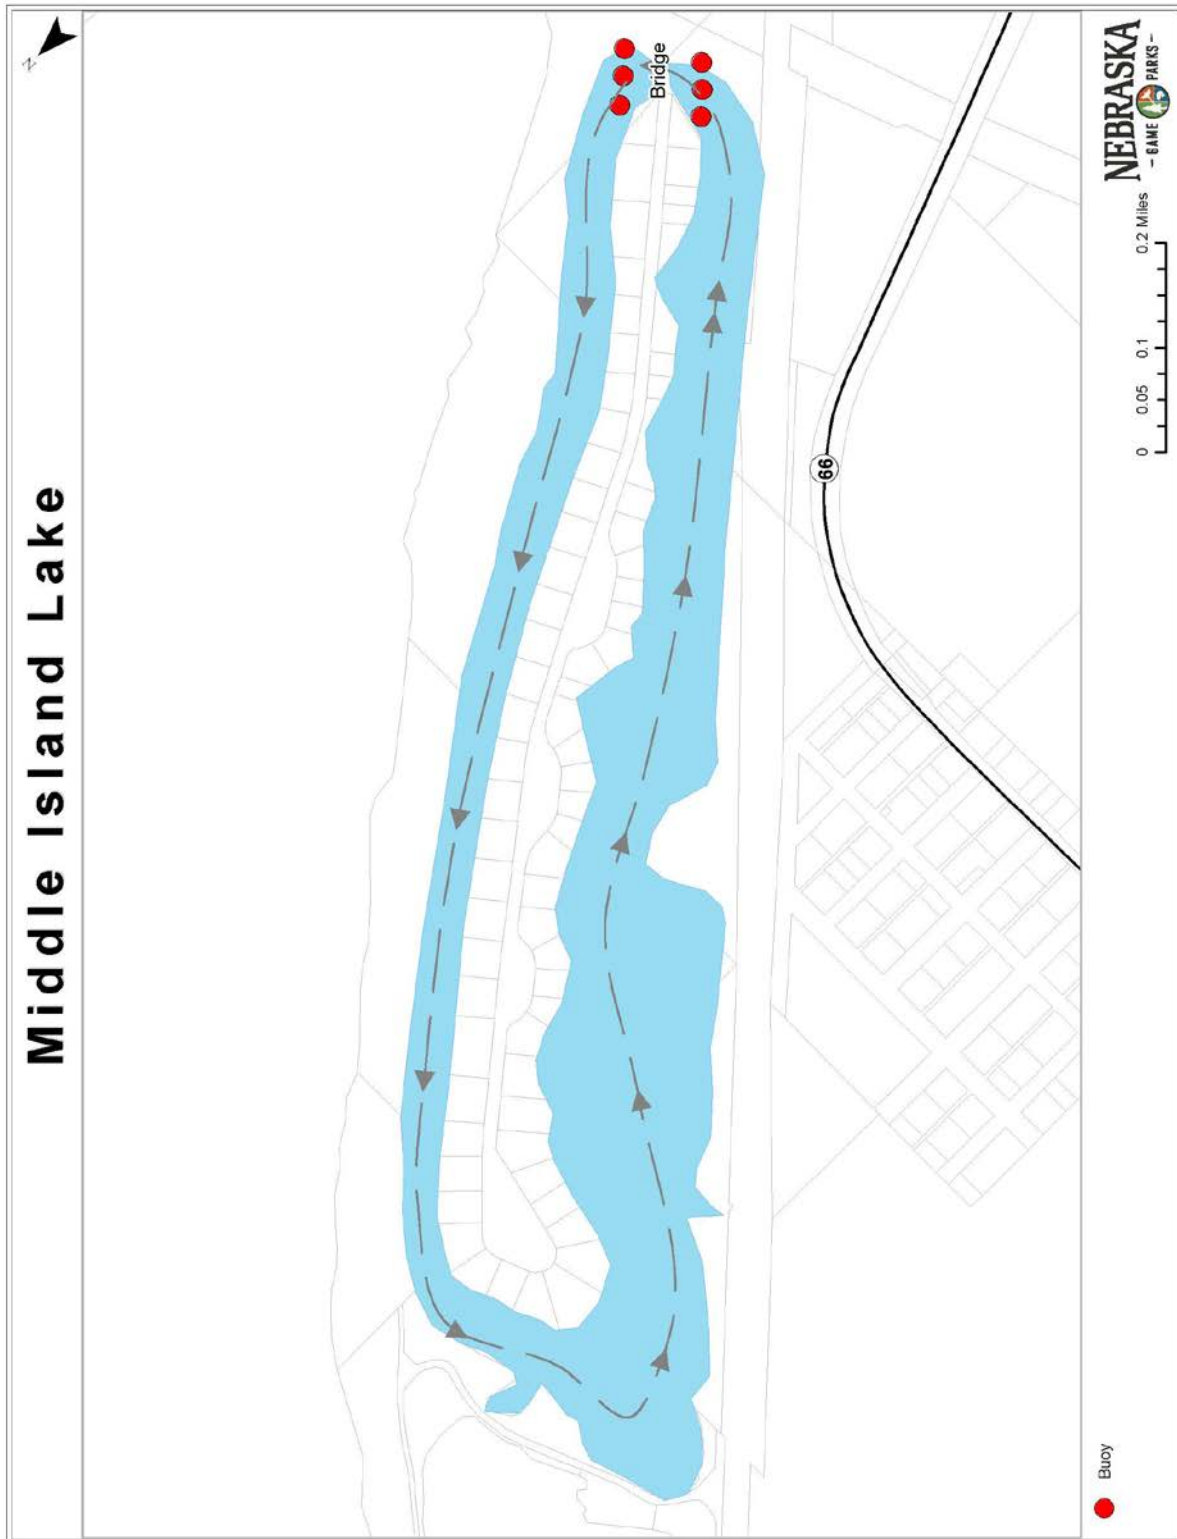 Middle Island Lake
N
Bridge
66
Buoy
0 0.05 0.1 0.2 Miles
NEBRASKA
– GAME PARKS –